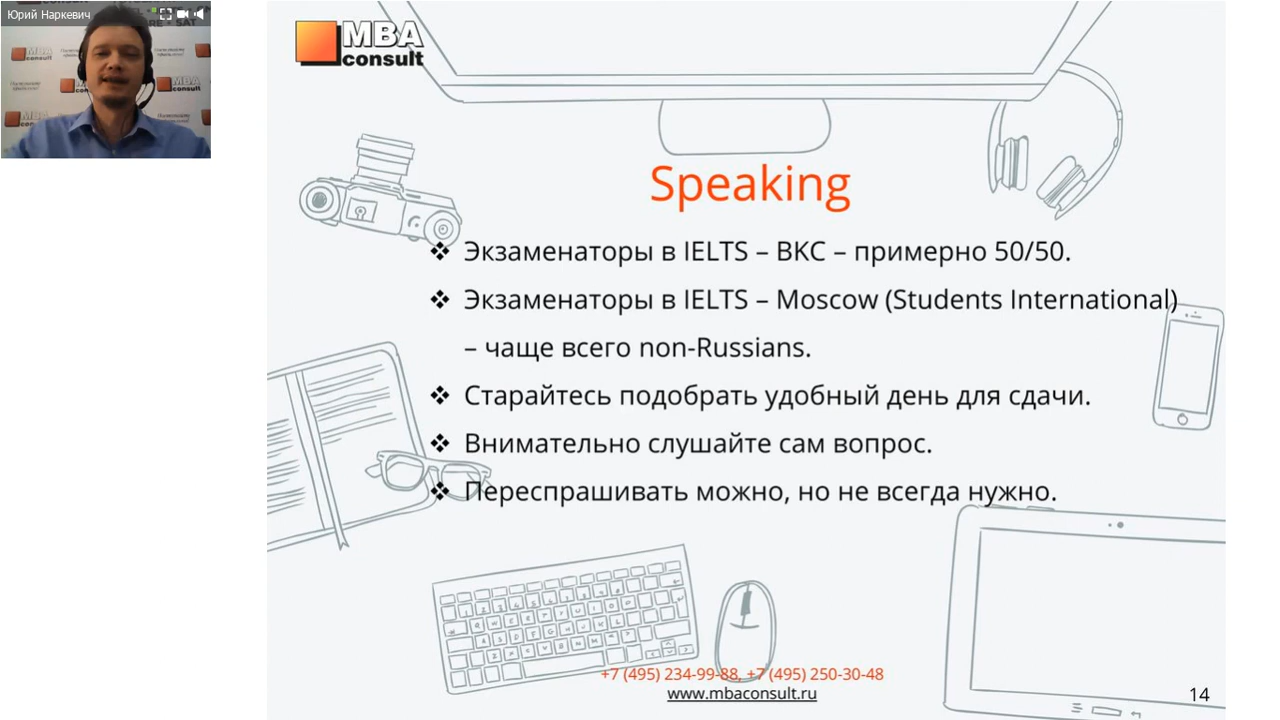 Юрий Наркевич
MBA
consult
Speaking
❖ Экзаменаторы в IELTS – BKC – примерно 50/50.
❖ Экзаменаторы в IELTS – Moscow (Students International)
– чаще всего non-Russians.
❖ Старайтесь подобрать удобный день для сдачи.
❖ Внимательно слушайте сам вопрос.
❖ Переспрашивать можно, но не всегда нужно.
+7 (495) 234-99-88, +7 (495) 250-30-48
www.mbaconsult.ru
14